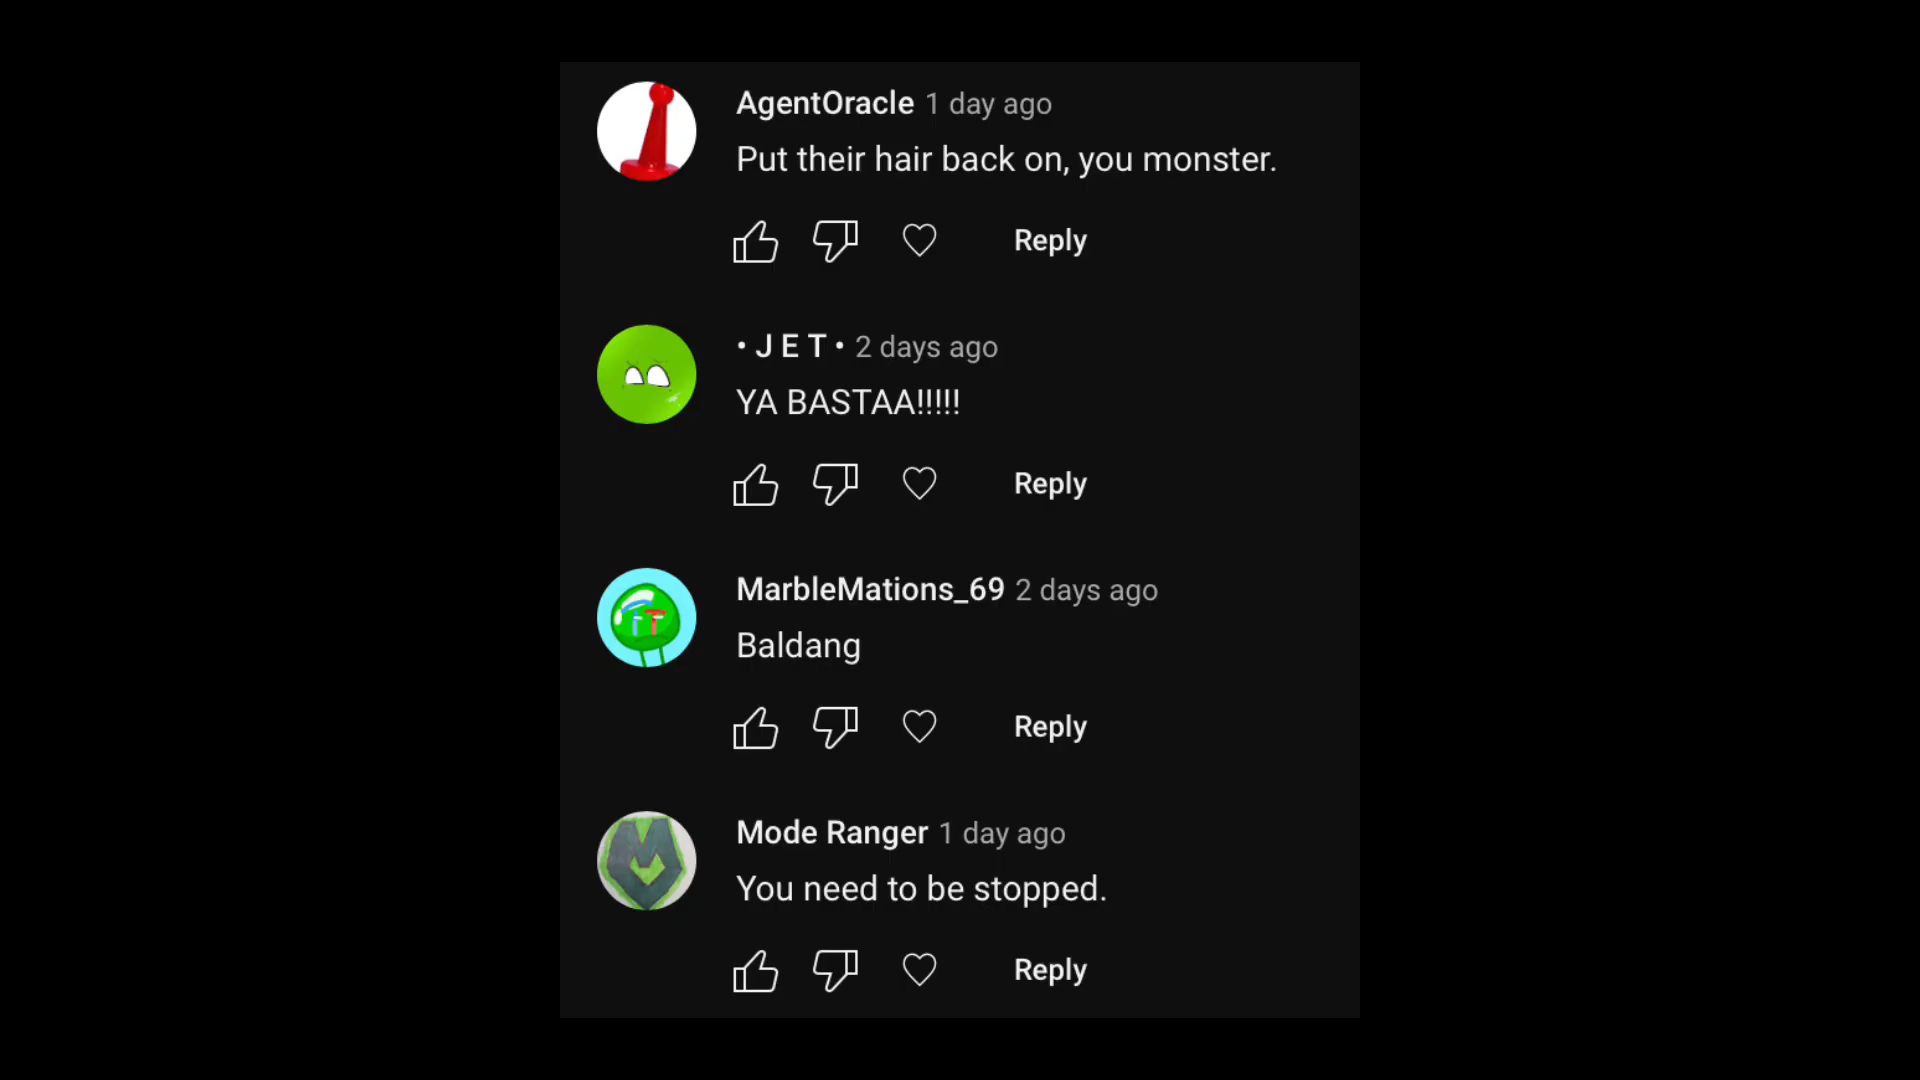 AgentOracle 1 day ago
Put their hair back on, you monster.
Reply
• J E T • 2 days ago
YA BASTAA!!!!!
Reply
MarbleMations_69 2 days ago
Baldang
Reply
Mode Ranger 1 day ago
You need to be stopped.
Reply